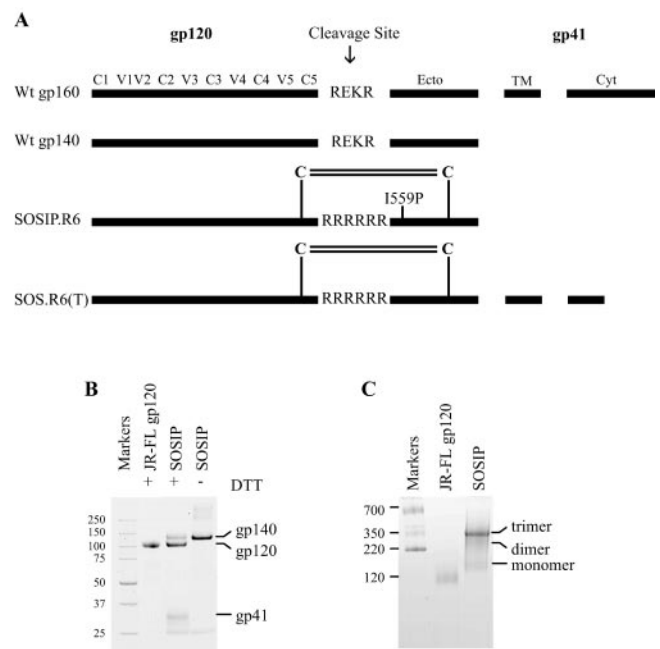 A
gp120
Cleavage Site
gp41
C1 V1V2 C2 V3 C3 V4 C4 V5 C5
Ecto
TM
Cyt
Wt gp160
REKR
Wt gp140
REKR
C C
I559P
SOSIP.R6
RRRRRR
C C
SOS.R6(T)
RRRRRR
B
Markers
JR-FL gp120
SOSIP
SOSIP
+ + - DTT
250
150
100
75
50
37
25
gp140
gp120
gp41
C
Markers
JR-FL gp120
SOSIP
700
350
220
120
trimer
dimer
monomer